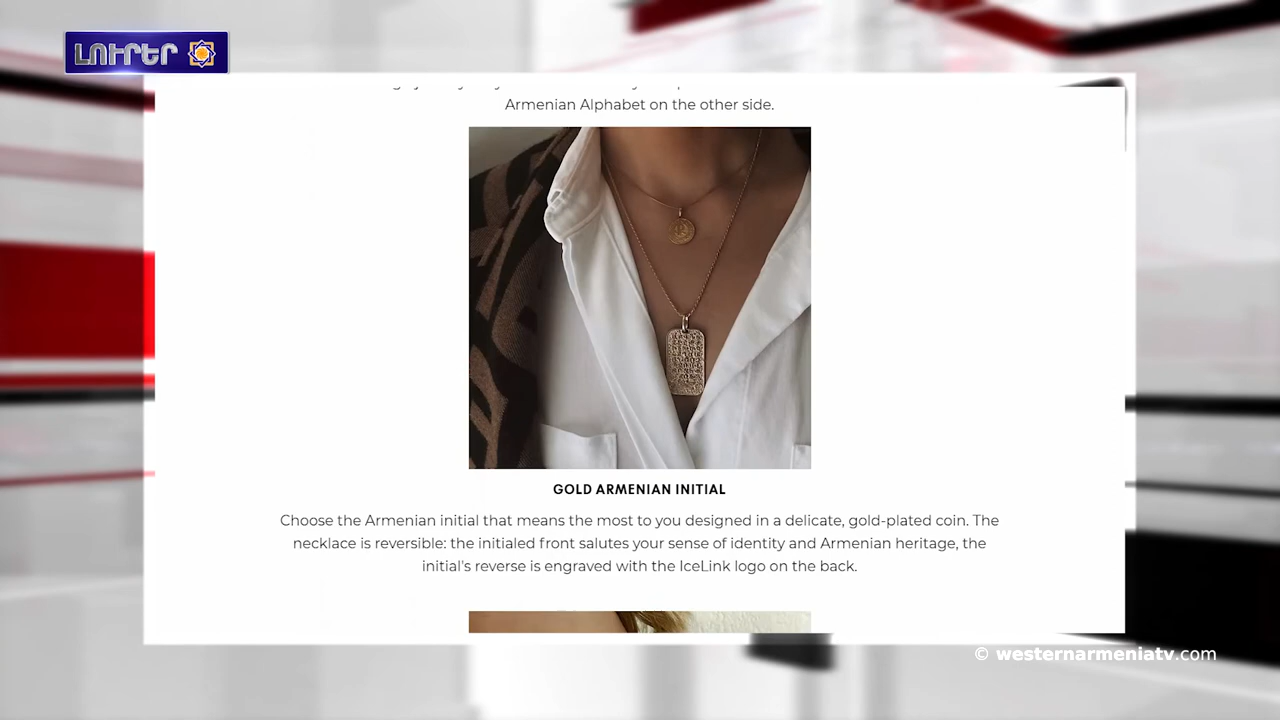 ԼՈՒՐԵՐ
Armenian Alphabet on the other side.
GOLD ARMENIAN INITIAL
Choose the Armenian initial that means the most to you designed in a delicate, gold-plated coin. The
necklace is reversible: the initialed front salutes your sense of identity and Armenian heritage, the
initial's reverse is engraved with the IceLink logo on the back.
© westernarmeniatv.com